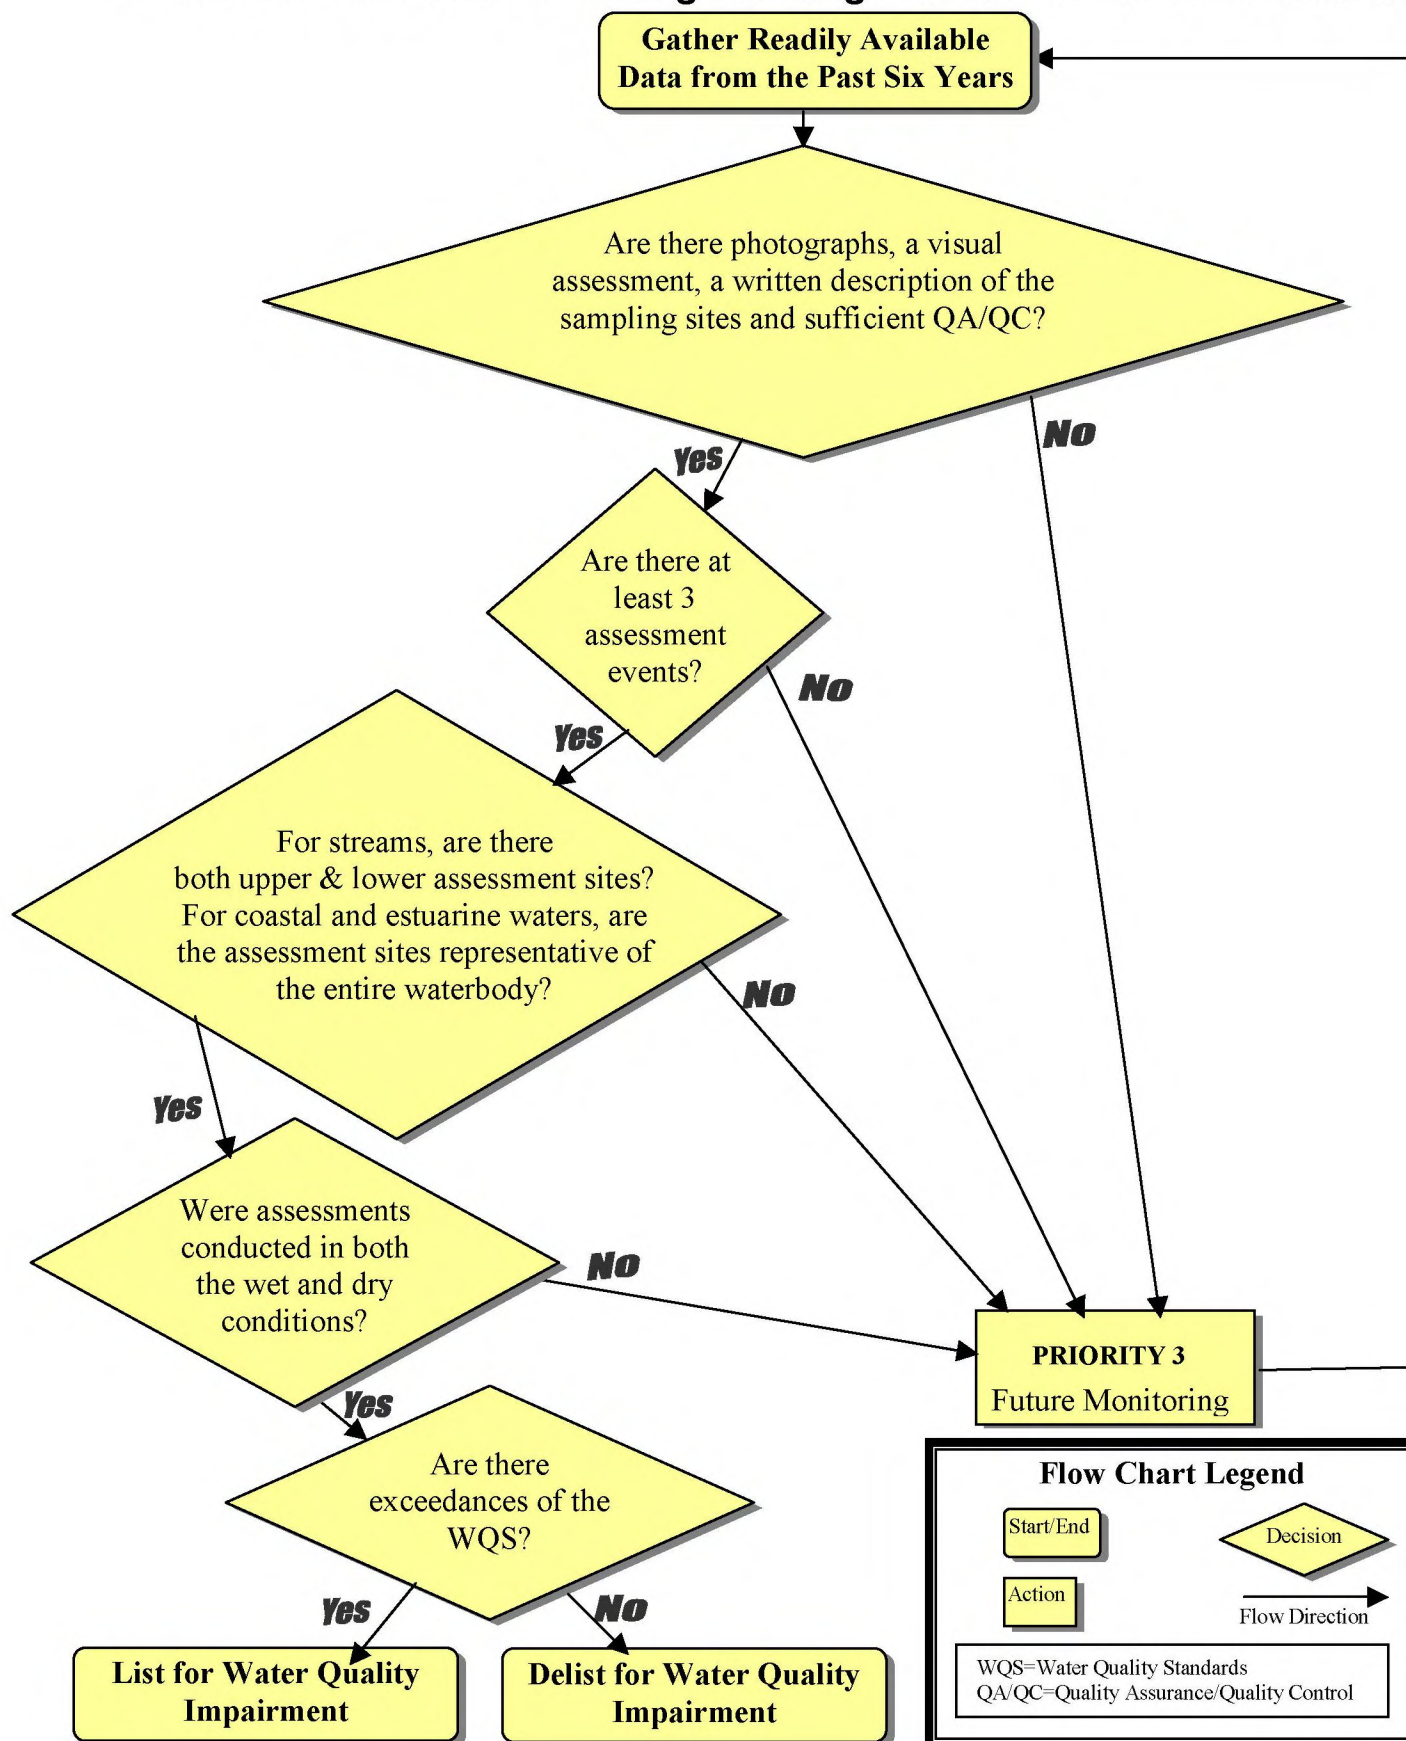 Gather Readily Available
Data from the Past Six Years
Are there photographs, a visual
assessment, a written description of the
sampling sites and sufficient QA/QC?
Yes
No
Are there at
least 3
assessment
events?
No
Yes
For streams, are there
both upper & lower assessment sites?
For coastal and estuarine waters, are
the assessment sites representative of
the entire waterbody?
No
Yes
Were assessments
conducted in both
the wet and dry
conditions?
No
PRIORITY 3
Future Monitoring
Yes
Are there
exceedances of the
WQS?
Yes
No
List for Water Quality
Impairment
Delist for Water Quality
Impairment
Flow Chart Legend
Start/End
Decision
Action
Flow Direction
WQS=Water Quality Standards
QA/QC=Quality Assurance/Quality Control